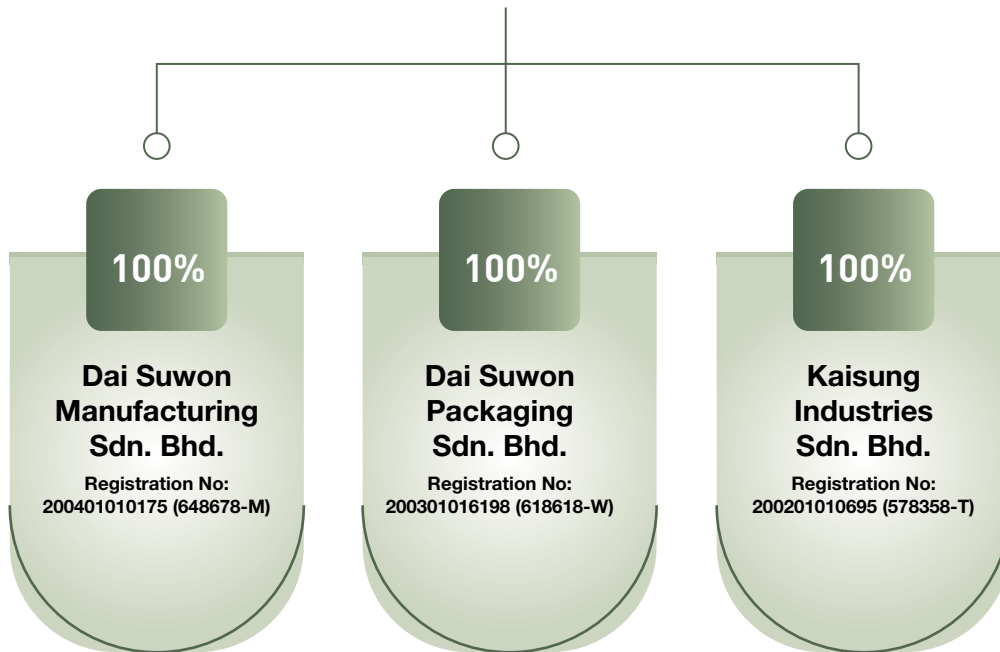 100%
Dai Suwon
Manufacturing
Sdn. Bhd.
Registration No:
200401010175 (648678-M)
100%
Dai Suwon
Packaging
Sdn. Bhd.
Registration No:
200301016198 (618618-W)
100%
Kaisung
Industries
Sdn. Bhd.
Registration No:
200201010695 (578358-T)